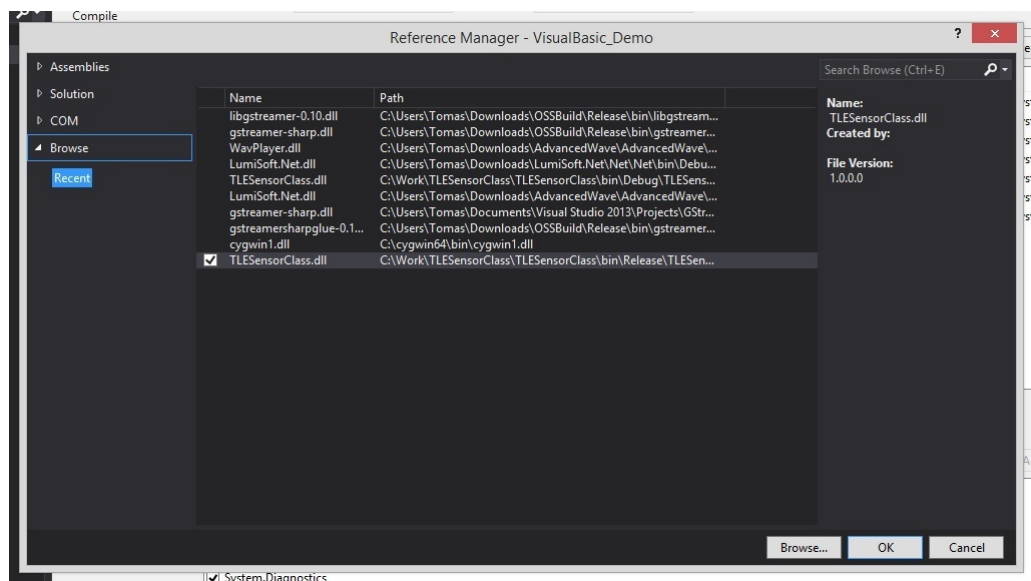 Compile
Reference Manager - VisualBasic_Demo
? ×
Assemblies
Solution
COM
Browse
Recent
Name Path
libgstreamer-0.10.dll C:\Users\Tomas\Downloads\OSSBuild\Release\bin\libgstream...
gstreamer-sharp.dll C:\Users\Tomas\Downloads\OSSBuild\Release\bin\gstreamer...
WavPlayer.dll C:\Users\Tomas\Downloads\AdvancedWave\AdvancedWave\...
LumiSoft.Net.dll C:\Users\Tomas\Downloads\LumiSoft.Net\Net\Net\bin\Debu...
TLESensorClass.dll C:\Work\TLESensorClass\TLESensorClass\bin\Debug\TLESens...
LumiSoft.Net.dll C:\Users\Tomas\Downloads\AdvancedWave\AdvancedWave\...
gstreamer-sharp.dll C:\Users\Tomas\Documents\Visual Studio 2013\Projects\GStr...
gstreamersharpglue-0.1... C:\Users\Tomas\Downloads\OSSBuild\Release\bin\gstreamer...
cygwin1.dll C:\cygwin64\bin\cygwin1.dll
TLESensorClass.dll C:\Work\TLESensorClass\TLESensorClass\bin\Release\TLESen...
Search Browse (Ctrl+E)
Name:
TLESensorClass.dll
Created by:
File Version:
1.0.0.0
Browse... OK Cancel
System.Diagnostics